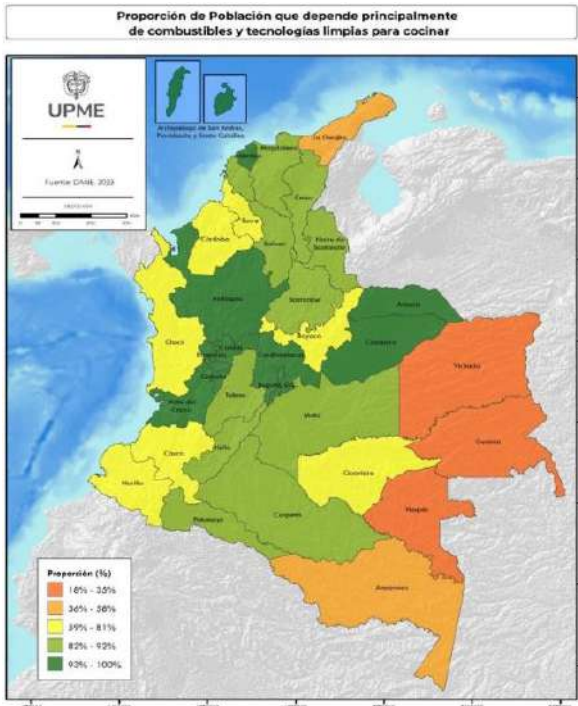 Proporción de Población que depende principalmente
de combustibles y tecnologías limpias para cocinar
UPME
N
Fuente: DANE, 2023
Archipiélago de San Andrés,
Providencia y Santa Catalina
La Guajira
Magdalena
Cesar
Sucre
Córdoba
Bolívar
Norte de
Santander
Antioquia
Santander
Arauca
Boyacá
Chocó
Caldas
Cundinamarca
Casanare
Vichada
Risaralda
Quindío
Bogotá, D.C.
Valle del
Cauca
Tolima
Meta
Guainía
Cauca
Huila
Guaviare
Nariño
Vaupés
Putumayo
Caquetá
Amazonas
Proporción (%)
18% - 35%
36% - 58%
59% - 81%
82% - 92%
93% - 100%